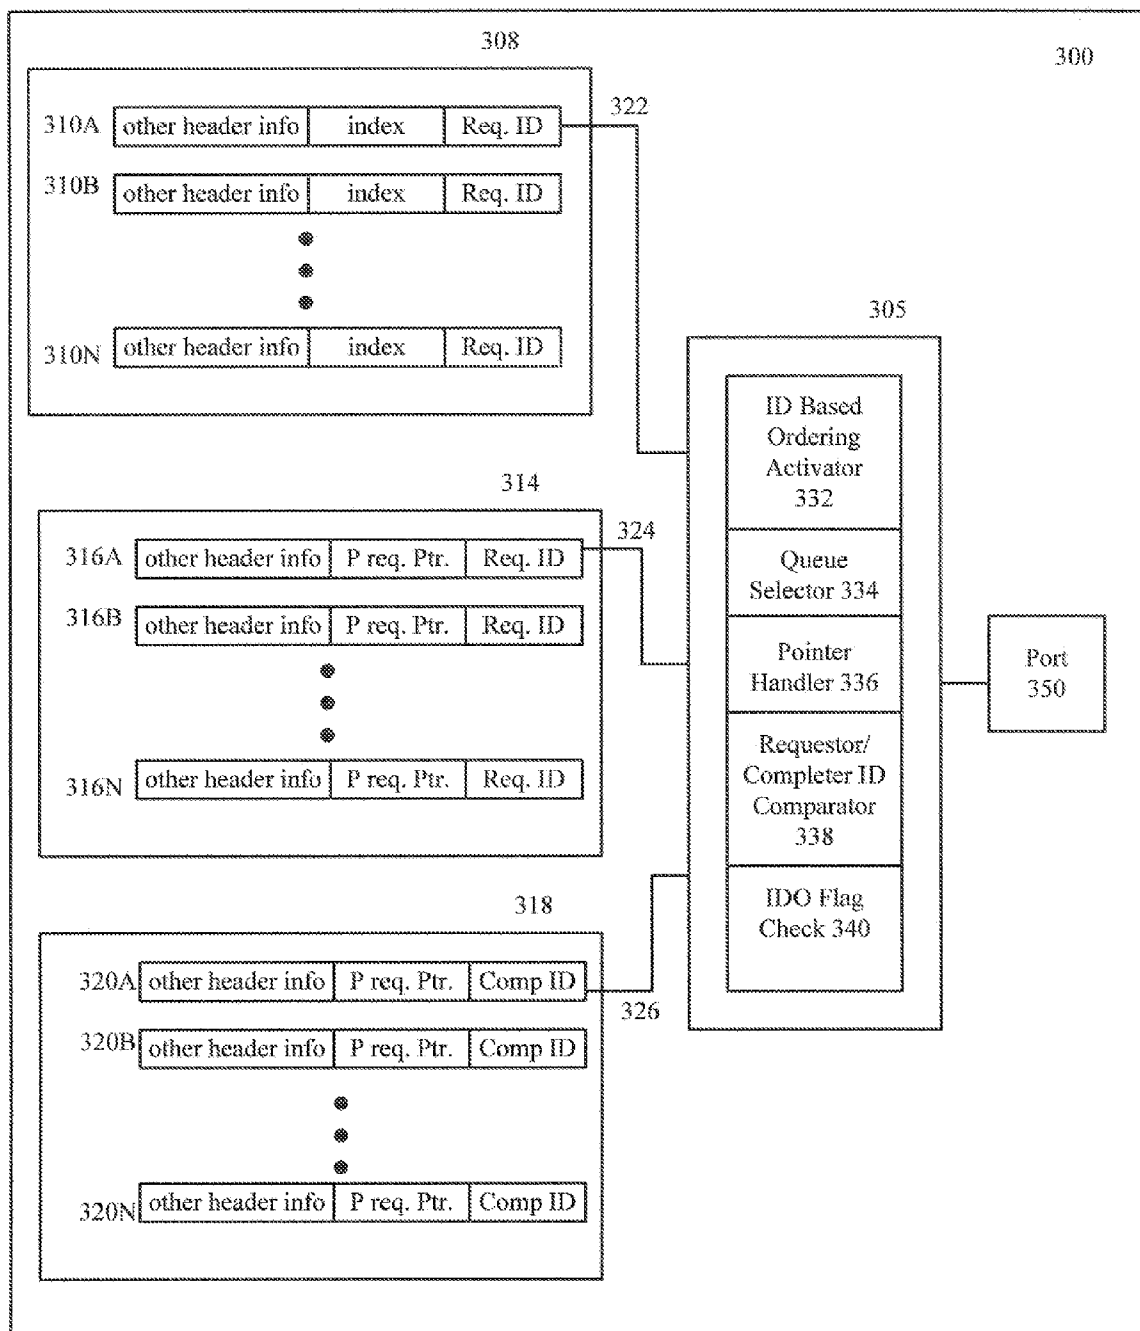 308
300
310A other header info index Req. ID
322
310B other header info index Req. ID
310N other header info index Req. ID
305
ID Based
Ordering
Activator
332
Queue
Selector 334
Pointer
Handler 336
Requestor/
Completer ID
Comparator
338
IDO Flag
Check 340
Port
350
314
324
316A other header info P req. Ptr. Req. ID
316B other header info P req. Ptr. Req. ID
316N other header info P req. Ptr. Req. ID
318
320A other header info P req. Ptr. Comp ID
326
320B other header info P req. Ptr. Comp ID
320N other header info P req. Ptr. Comp ID